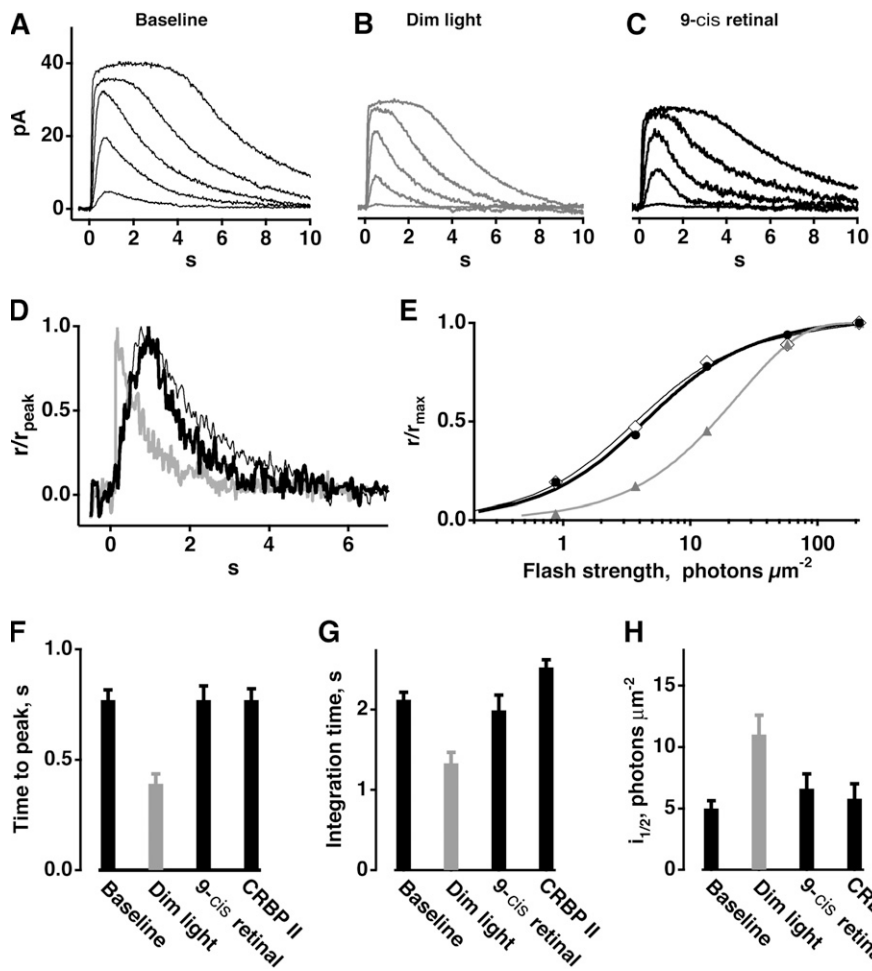 A Baseline
B Dim light
C 9-cis retinal
pA
40
20
0
0 2 4 6 8 10
s
0 2 4 6 8 10
s
0 2 4 6 8 10
s
D
r/rpeak
1.0
0.5
0.0
0 2 4 6
s
E
r/rmax
1.0
0.5
0.0
1 10 100
Flash strength, photons µm-2
F
Time to peak, s
1.0
0.5
0.0
Baseline
Dim light
9-cis retinal
CRBP II
G
Integration time, s
2
1
0
Baseline
Dim light
9-cis retinal
CRBP II
H
i1/2, photons µm-2
15
10
5
0
Baseline
Dim light
9-cis retinal